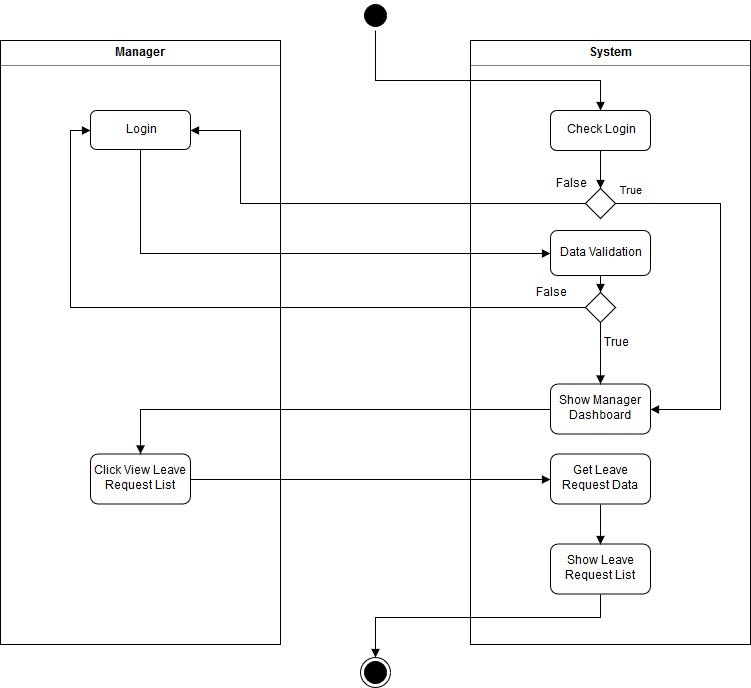 Manager
System
Login
Check Login
False
True
Data Validation
False
True
Show Manager
Dashboard
Click View Leave
Request List
Get Leave
Request Data
Show Leave
Request List